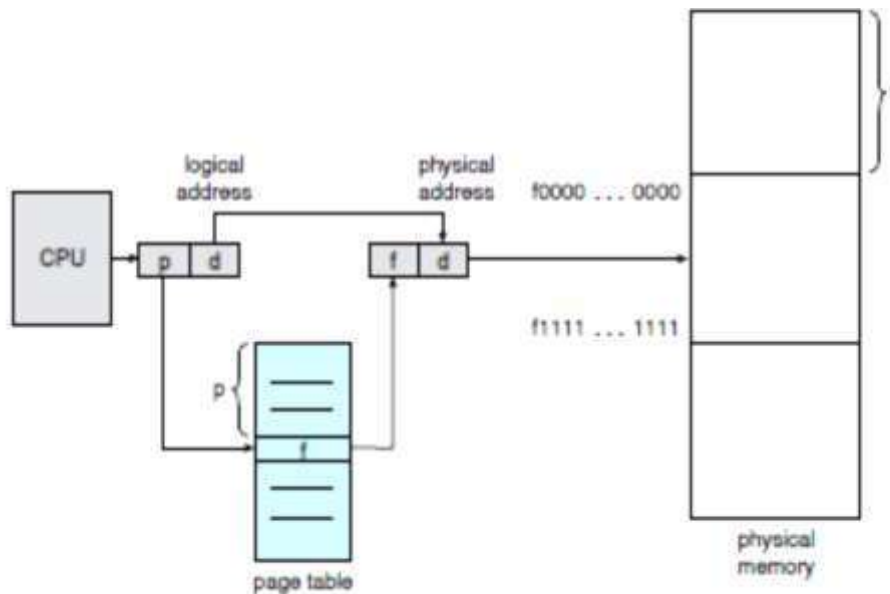 logical
address
physical
address
f0000 ... 0000
CPU
p
d
f
d
f1111 ... 1111
p
f
page table
physical
memory